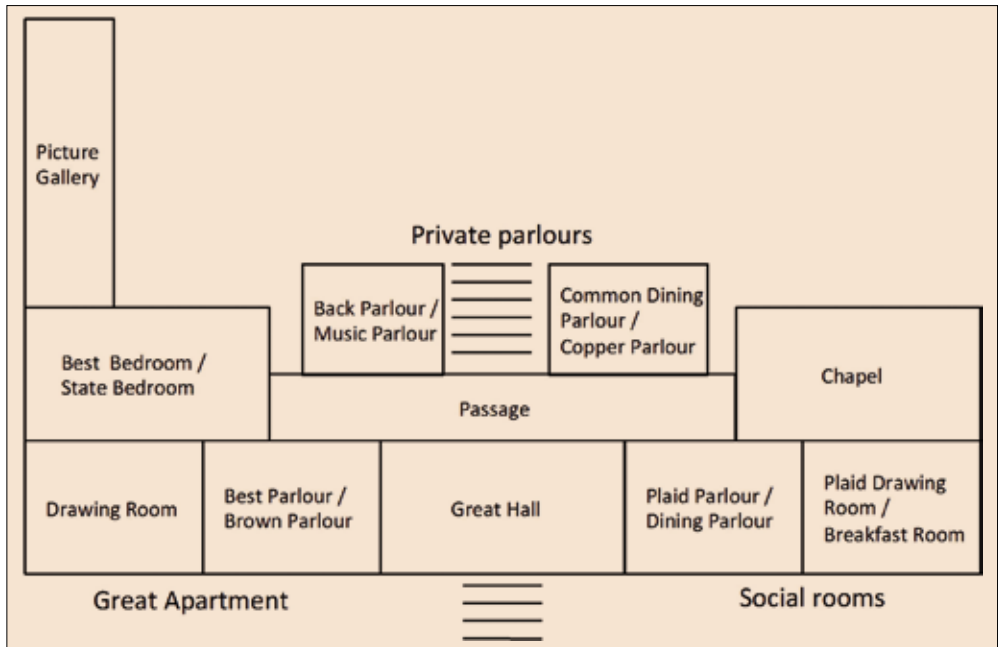 Picture
Gallery
Private parlours
Back Parlour /
Music Parlour
Common Dining
Parlour /
Copper Parlour
Best Bedroom /
State Bedroom
Passage
Chapel
Drawing Room
Best Parlour /
Brown Parlour
Great Hall
Plaid Parlour /
Dining Parlour
Plaid Drawing
Room /
Breakfast Room
Great Apartment
Social rooms